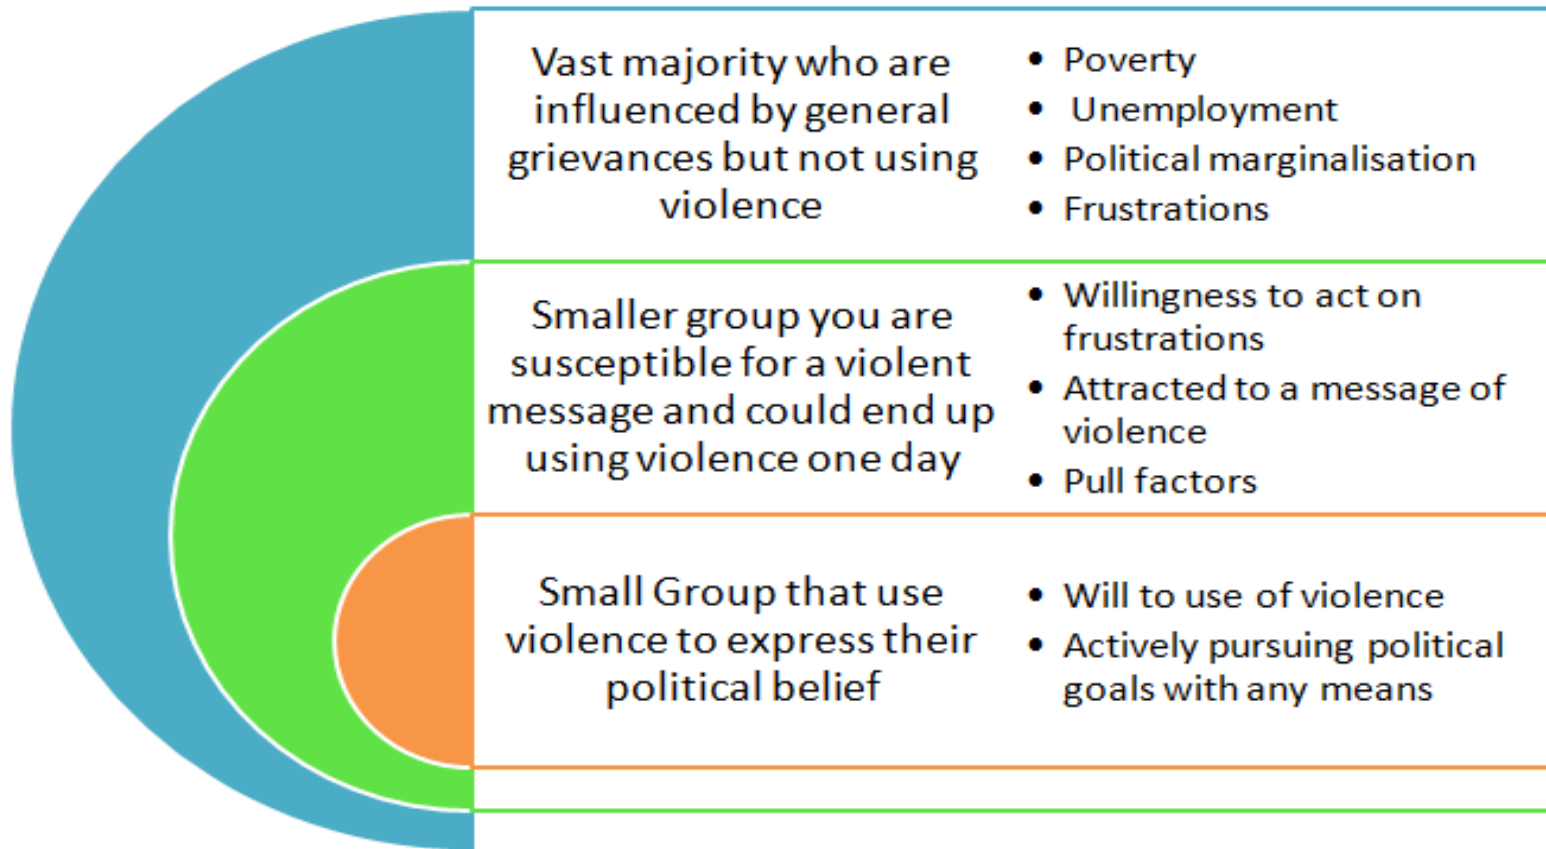 Vast majority who are
influenced by general
grievances but not using
violence
• Poverty
• Unemployment
• Political marginalisation
• Frustrations
Smaller group you are
susceptible for a violent
message and could end up
using violence one day
• Willingness to act on
frustrations
• Attracted to a message of
violence
• Pull factors
Small Group that use
violence to express their
political belief
• Will to use of violence
• Actively pursuing political
goals with any means